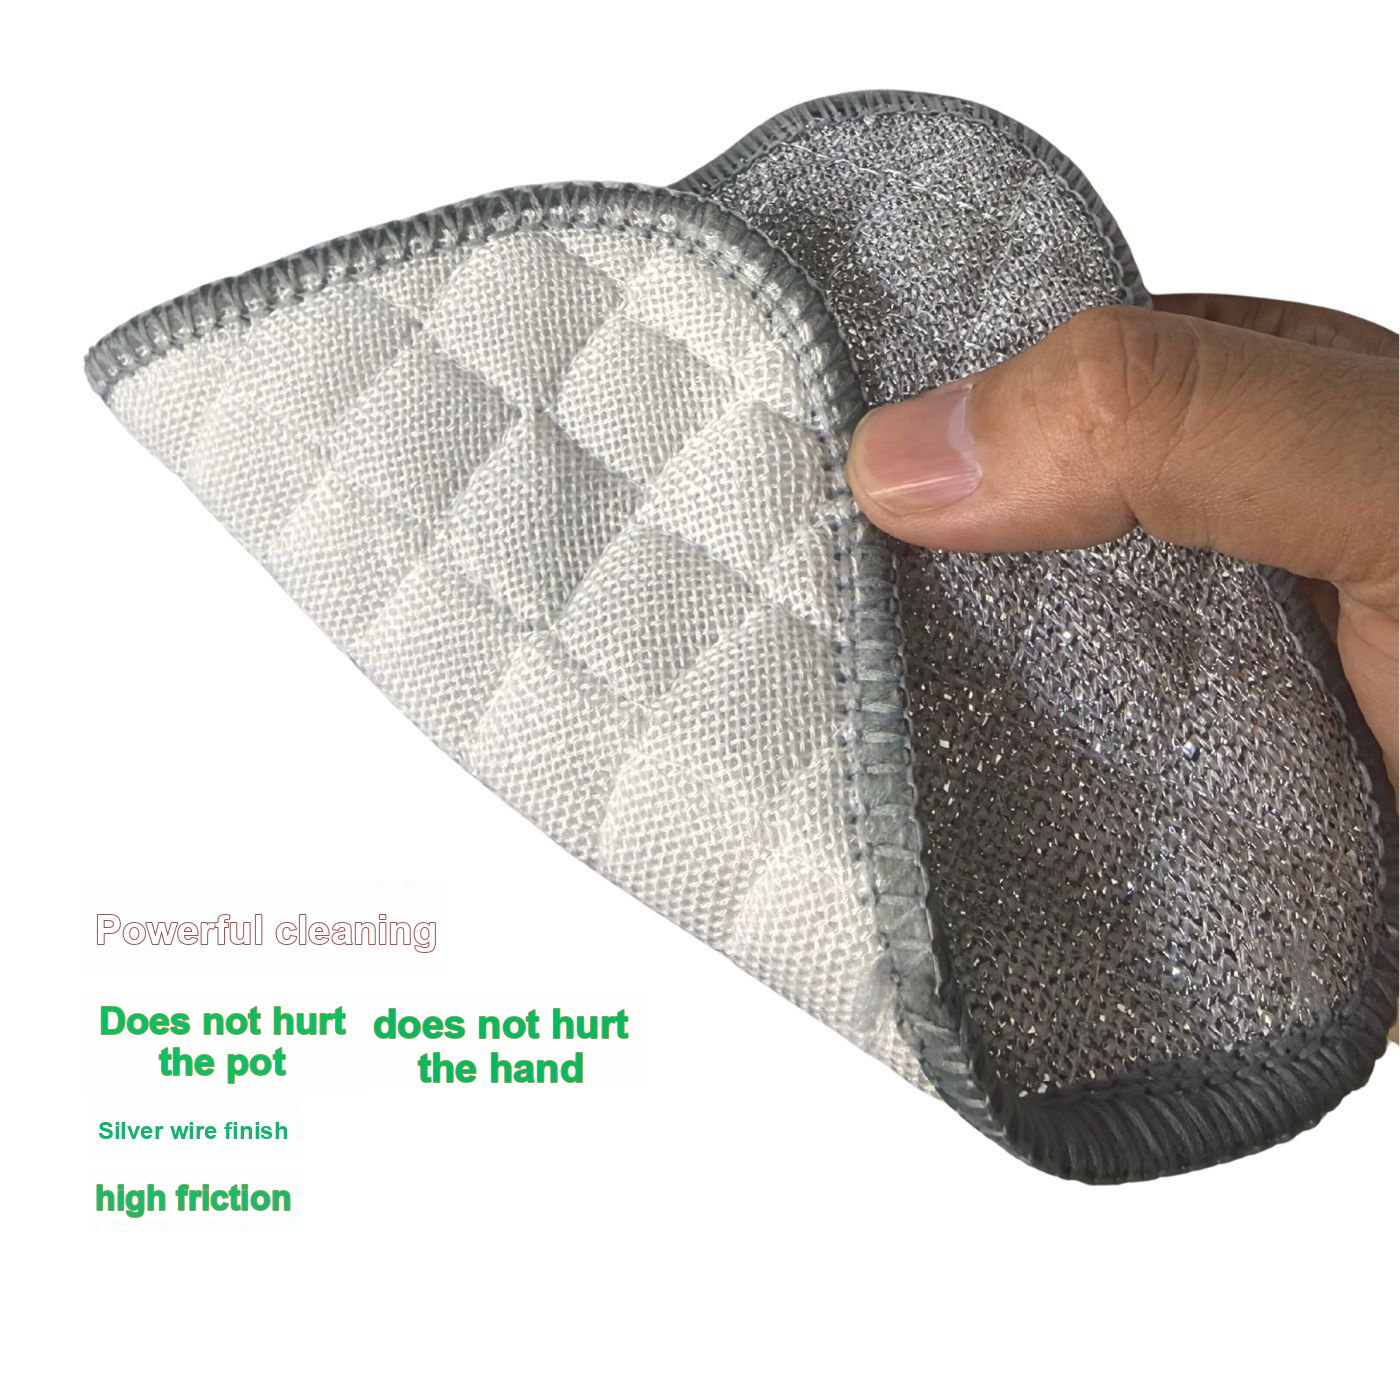 Powerful cleaning
Does not hurt
the pot
does not hurt
the hand
Silver wire finish
high friction